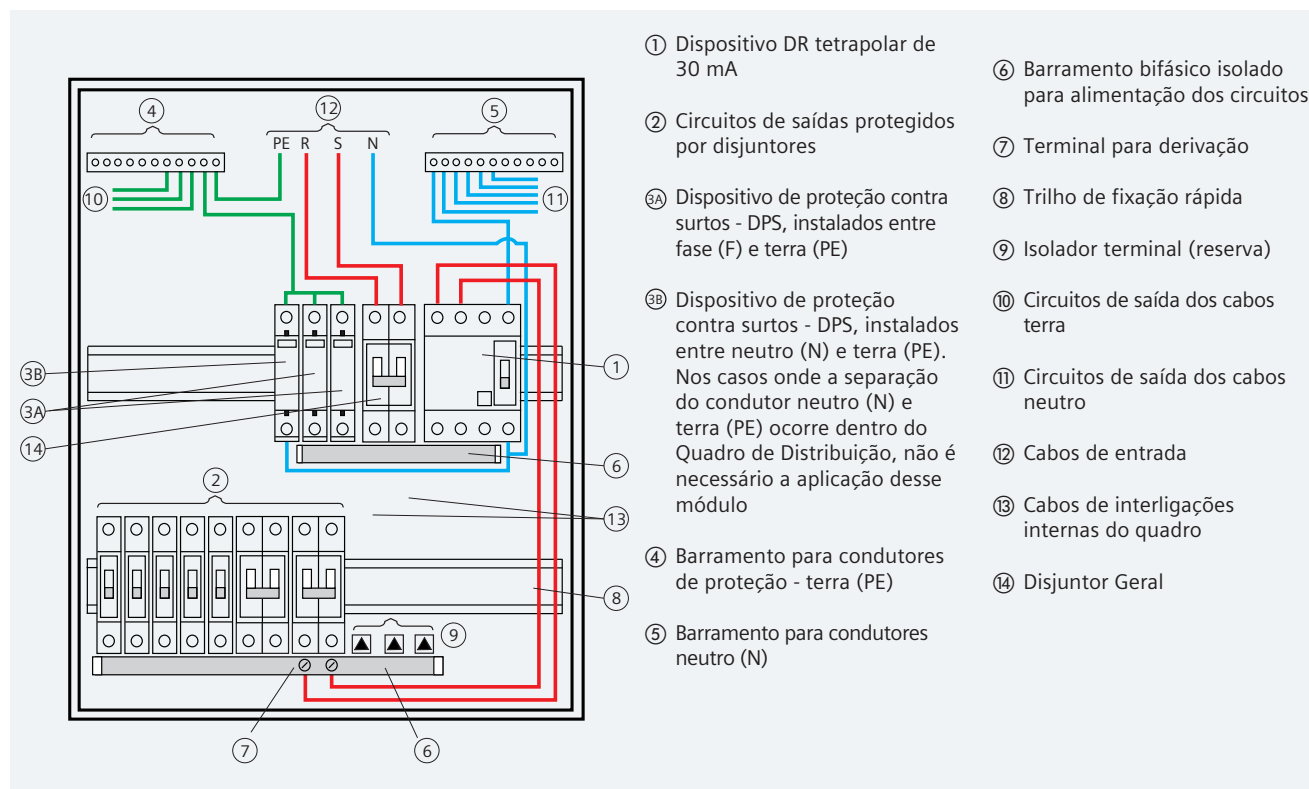 ④
⑫
⑤
PE R S N
⑩
⑪
3B
3A
⑭
①
⑥
②
⑬
⑧
⑨
⑦
⑥
① Dispositivo DR tetrapolar de
30 mA
② Circuitos de saídas protegidos
por disjuntores
3A Dispositivo de proteção contra
surtos - DPS, instalados entre
fase (F) e terra (PE)
3B Dispositivo de proteção
contra surtos - DPS, instalados
entre neutro (N) e terra (PE).
Nos casos onde a separação
do condutor neutro (N) e
terra (PE) ocorre dentro do
Quadro de Distribuição, não é
necessário a aplicação desse
módulo
④ Barramento para condutores
de proteção - terra (PE)
⑤ Barramento para condutores
neutro (N)
⑥ Barramento bifásico isolado
para alimentação dos circuitos
⑦ Terminal para derivação
⑧ Trilho de fixação rápida
⑨ Isolador terminal (reserva)
⑩ Circuitos de saída dos cabos
terra
⑪ Circuitos de saída dos cabos
neutro
⑫ Cabos de entrada
⑬ Cabos de interligações
internas do quadro
⑭ Disjuntor Geral